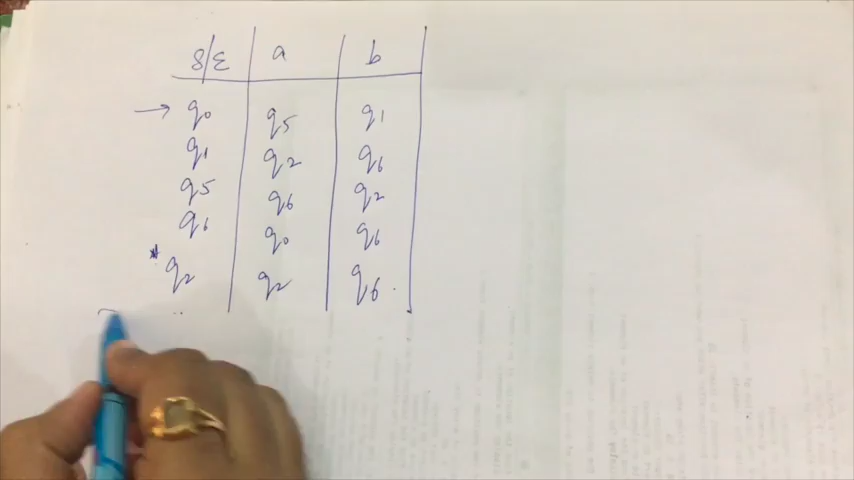 δ/Σ a b
→ q0 q5 q1
q1 q2 q6
q5 q6 q2
q6 q0 q6
* q2 q2 q6.